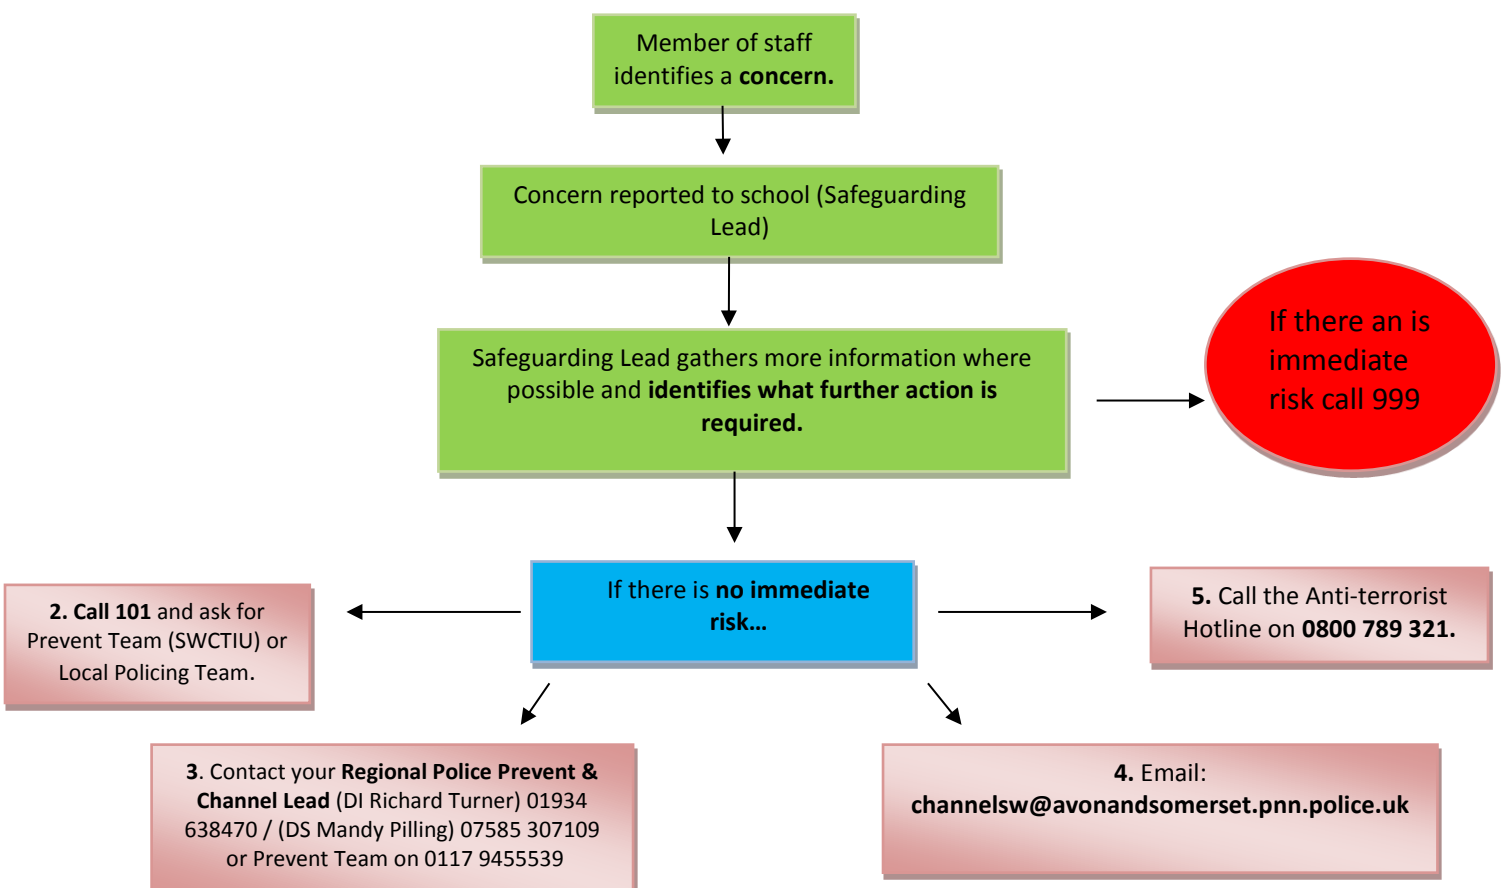 Member of staff
identifies a concern.
Concern reported to school (Safeguarding
Lead)
Safeguarding Lead gathers more information where
possible and identifies what further action is
required.
If there an is
immediate
risk call 999
If there is no immediate
risk...
2. Call 101 and ask for
Prevent Team (SWCTIU) or
Local Policing Team.
3. Contact your Regional Police Prevent &
Channel Lead (DI Richard Turner) 01934
638470 / (DS Mandy Pilling) 07585 307109
or Prevent Team on 0117 9455539
4. Email:
channelsw@avonandsomerset.pnn.police.uk
5. Call the Anti-terrorist
Hotline on 0800 789 321.